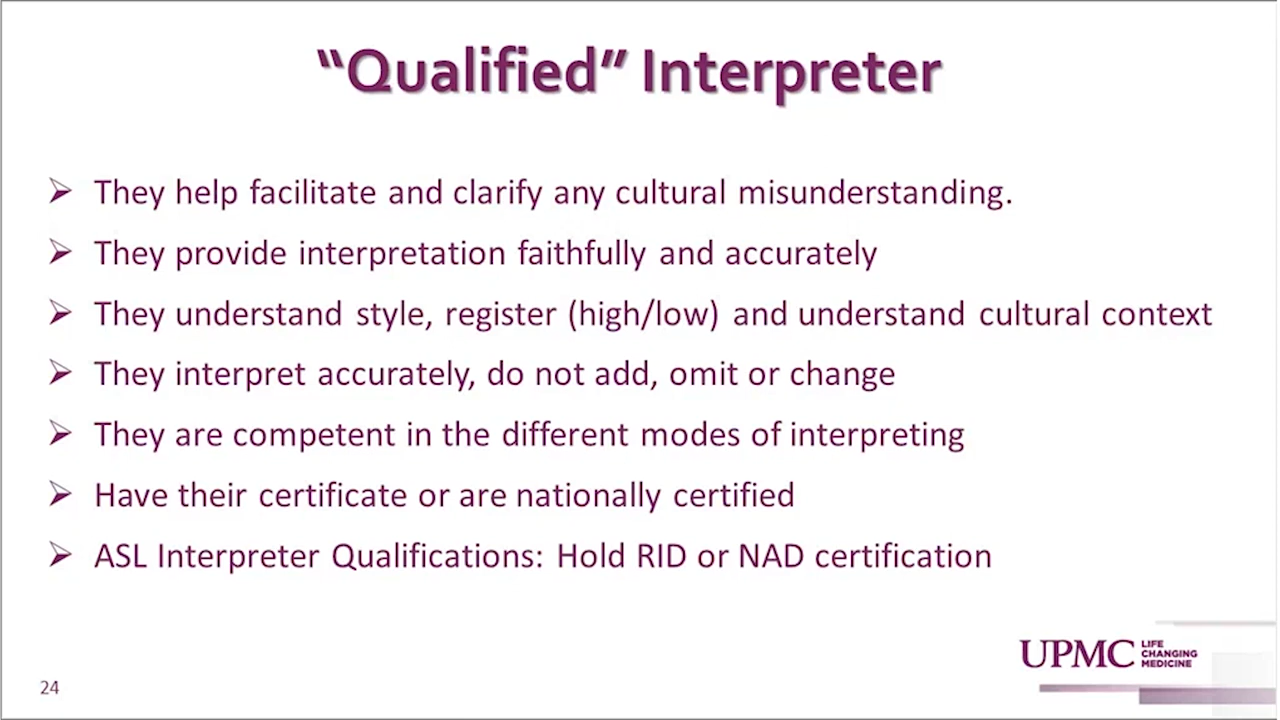 “Qualified” Interpreter
They help facilitate and clarify any cultural misunderstanding.
They provide interpretation faithfully and accurately
They understand style, register (high/low) and understand cultural context
They interpret accurately, do not add, omit or change
They are competent in the different modes of interpreting
Have their certificate or are nationally certified
ASL Interpreter Qualifications: Hold RID or NAD certification
UPMC LIFE
CHANGING
MEDICINE
24